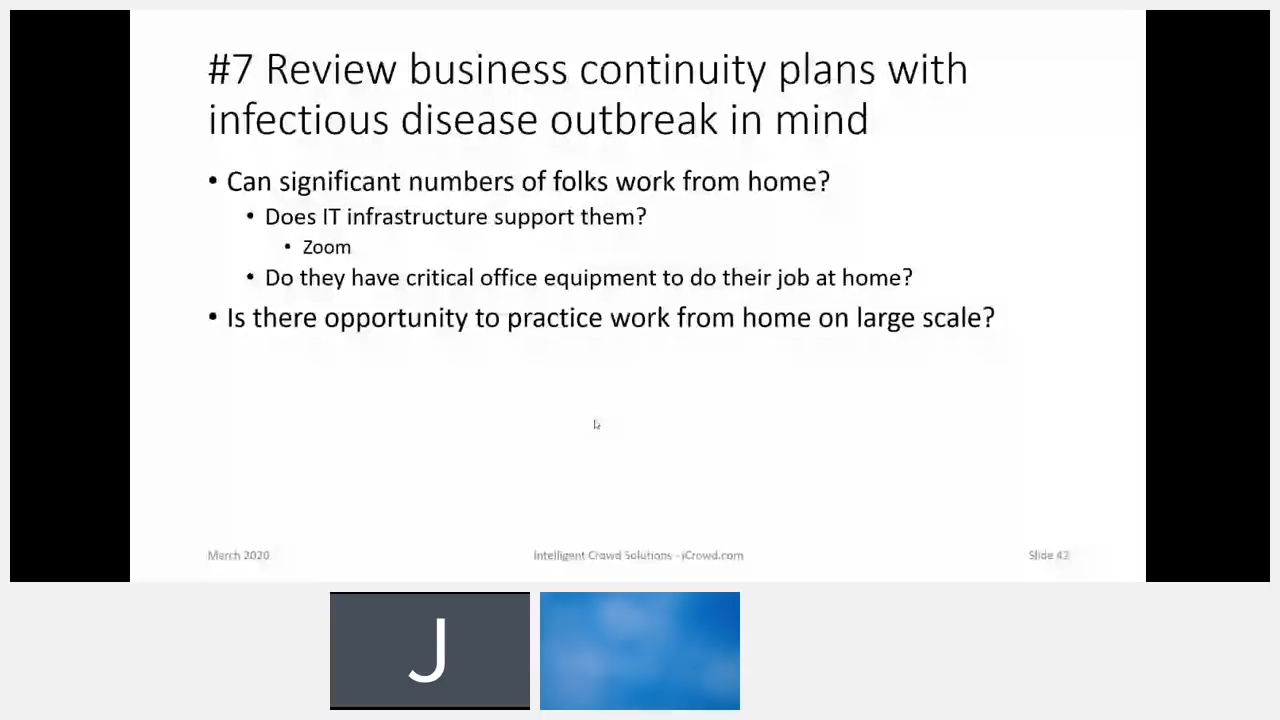 #7 Review business continuity plans with
infectious disease outbreak in mind
• Can significant numbers of folks work from home?
• Does IT infrastructure support them?
• Zoom
• Do they have critical office equipment to do their job at home?
• Is there opportunity to practice work from home on large scale?
March 2020
Intelligent Crowd Solutions - iCrowd.com
Slide 42
J